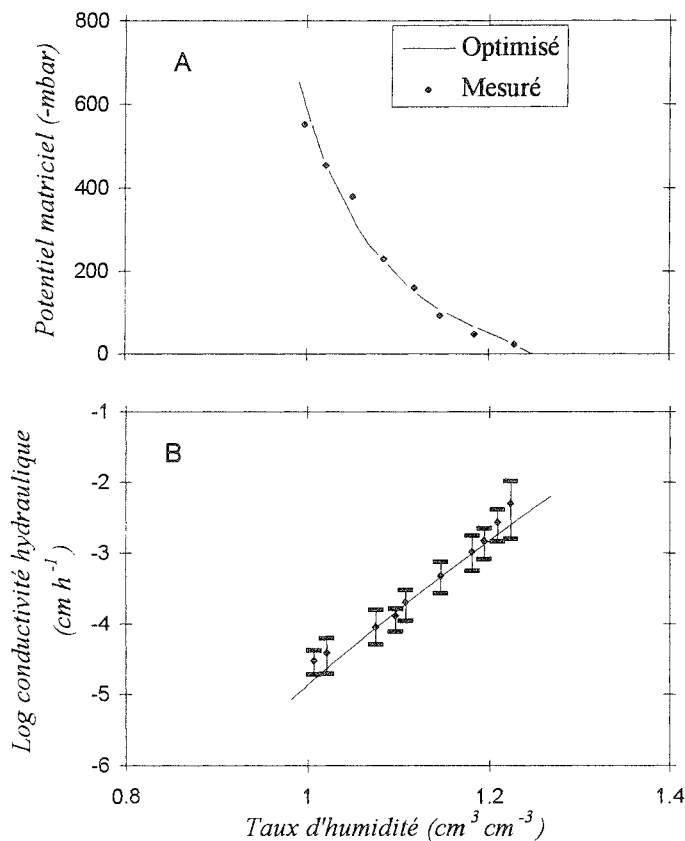 800
600
400
200
0
Potentiel matriciel (-mbar)
A
Optimisé
Mesuré
-1
-2
-3
-4
-5
-6
Log conductivité hydraulique
(cm h⁻¹)
B
0.8
1
1.2
1.4
Taux d'humidité (cm³ cm⁻³)